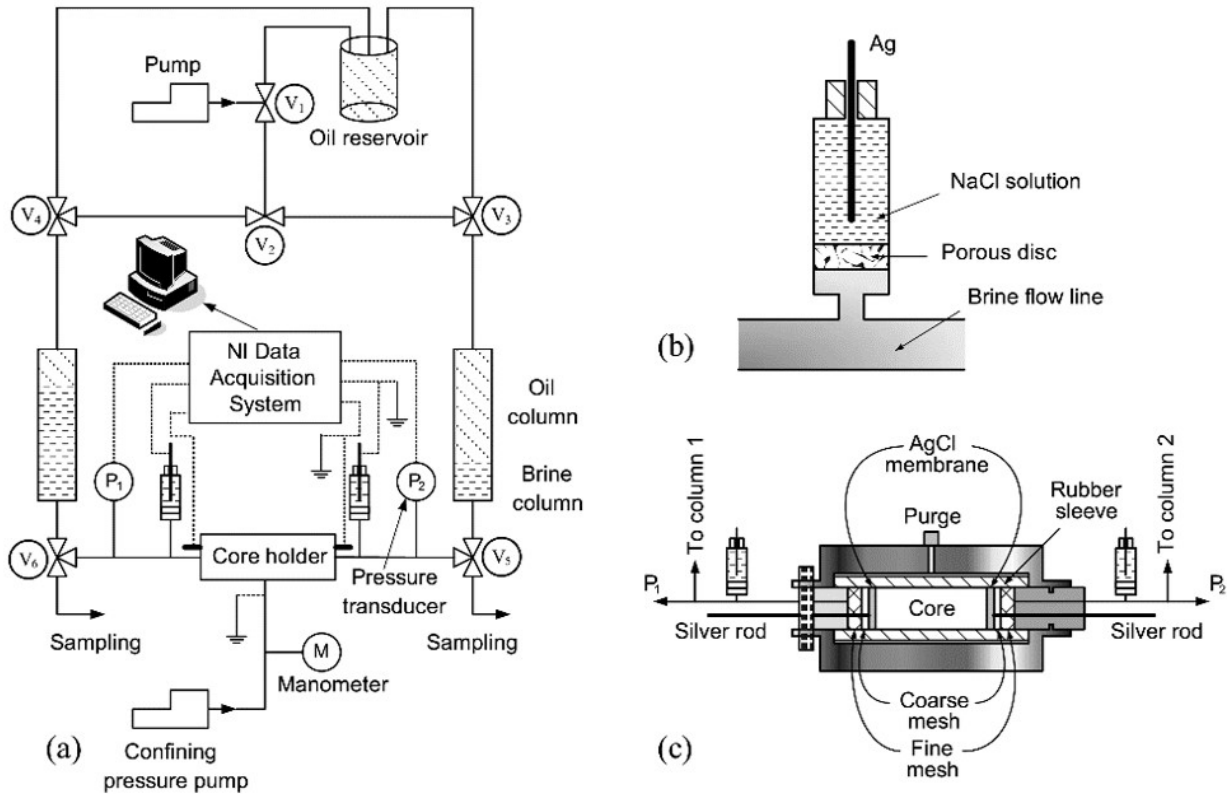 Pump
V1
Oil reservoir
V4
V2
V3
NI Data
Acquisition
System
Oil
column
Brine
column
P1
P2
V6
Core holder
V5
Pressure
transducer
Sampling
Sampling
M
Manometer
(a)
Confining
pressure pump
Ag
NaCl solution
Porous disc
Brine flow line
(b)
To column 1
AgCl
membrane
Rubber
sleeve
To column 2
Purge
P1
Core
P2
Silver rod
Silver rod
Coarse
mesh
Fine
mesh
(c)